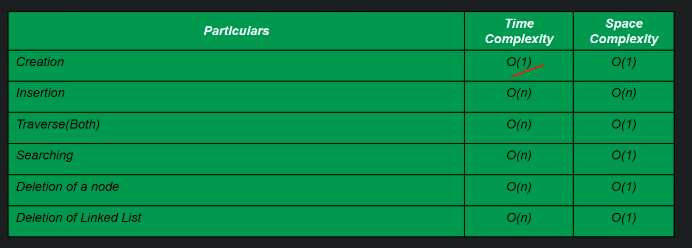 Particulars Time Complexity Space Complexity
Creation O(1) O(1)
Insertion O(n) O(n)
Traverse(Both) O(n) O(1)
Searching O(n) O(1)
Deletion of a node O(n) O(1)
Deletion of Linked List O(n) O(1)